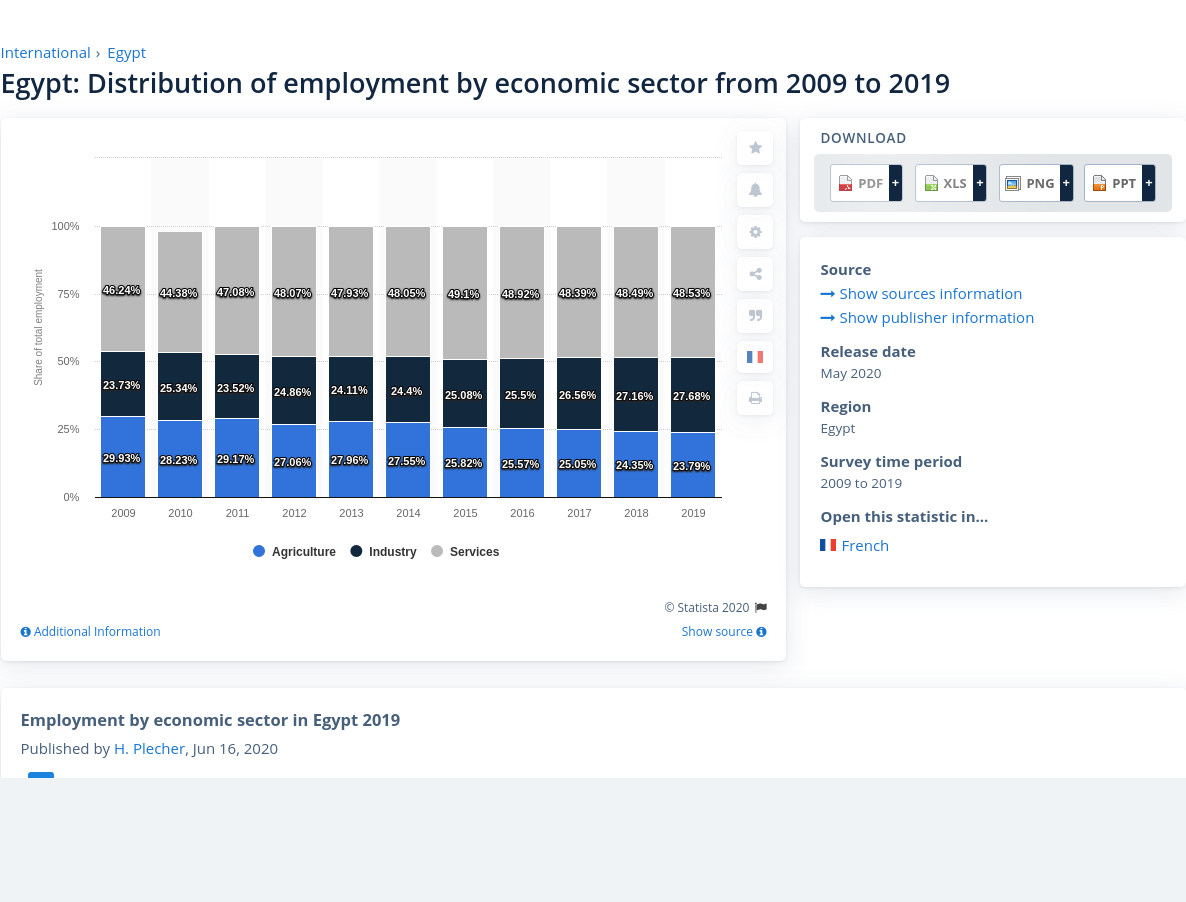 International › Egypt
Egypt: Distribution of employment by economic sector from 2009 to 2019
Share of total employment
100%
75%
50%
25%
0%
46.24% 44.38% 47.08% 48.07% 47.93% 48.05% 49.1% 48.92% 48.39% 48.49% 48.53%
23.73% 25.34% 23.52% 24.86% 24.11% 24.4% 25.08% 25.5% 26.56% 27.16% 27.68%
29.93% 28.23% 29.17% 27.06% 27.96% 27.55% 25.82% 25.57% 25.05% 24.35% 23.79%
2009 2010 2011 2012 2013 2014 2015 2016 2017 2018 2019
Agriculture Industry Services
© Statista 2020
Additional Information
Show source
DOWNLOAD
PDF + XLS + PNG + PPT +
Source
Show sources information
Show publisher information
Release date
May 2020
Region
Egypt
Survey time period
2009 to 2019
Open this statistic in...
French
Employment by economic sector in Egypt 2019
Published by H. Plecher, Jun 16, 2020